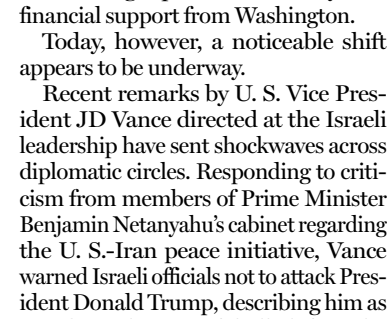 financial support from Washington.
Today, however, a noticeable shift
appears to be underway.
Recent remarks by U. S. Vice Pres-
ident JD Vance directed at the Israeli
leadership have sent shockwaves across
diplomatic circles. Responding to criti-
cism from members of Prime Minister
Benjamin Netanyahu's cabinet regarding
the U. S.-Iran peace initiative, Vance
warned Israeli officials not to attack Pres-
ident Donald Trump, describing him as